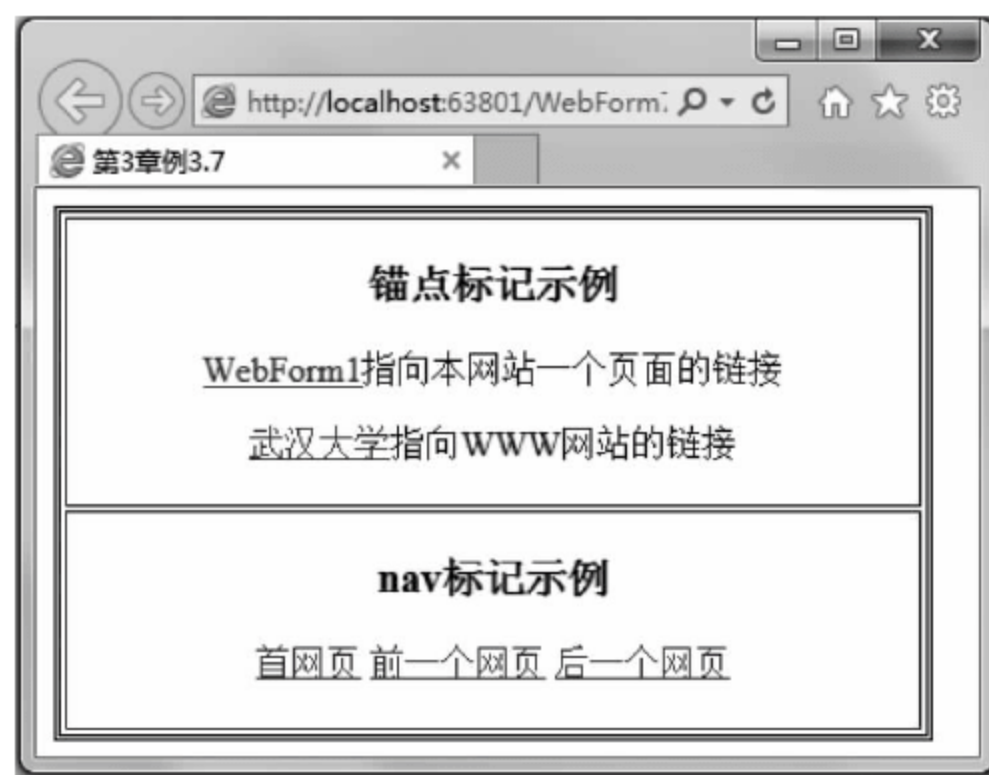 http://localhost:63801/WebForm
第3章例3.7
锚点标记示例
WebForm1指向本网站一个页面的链接
武汉大学指向WWW网站的链接
nav标记示例
首网页 前一个网页 后一个网页